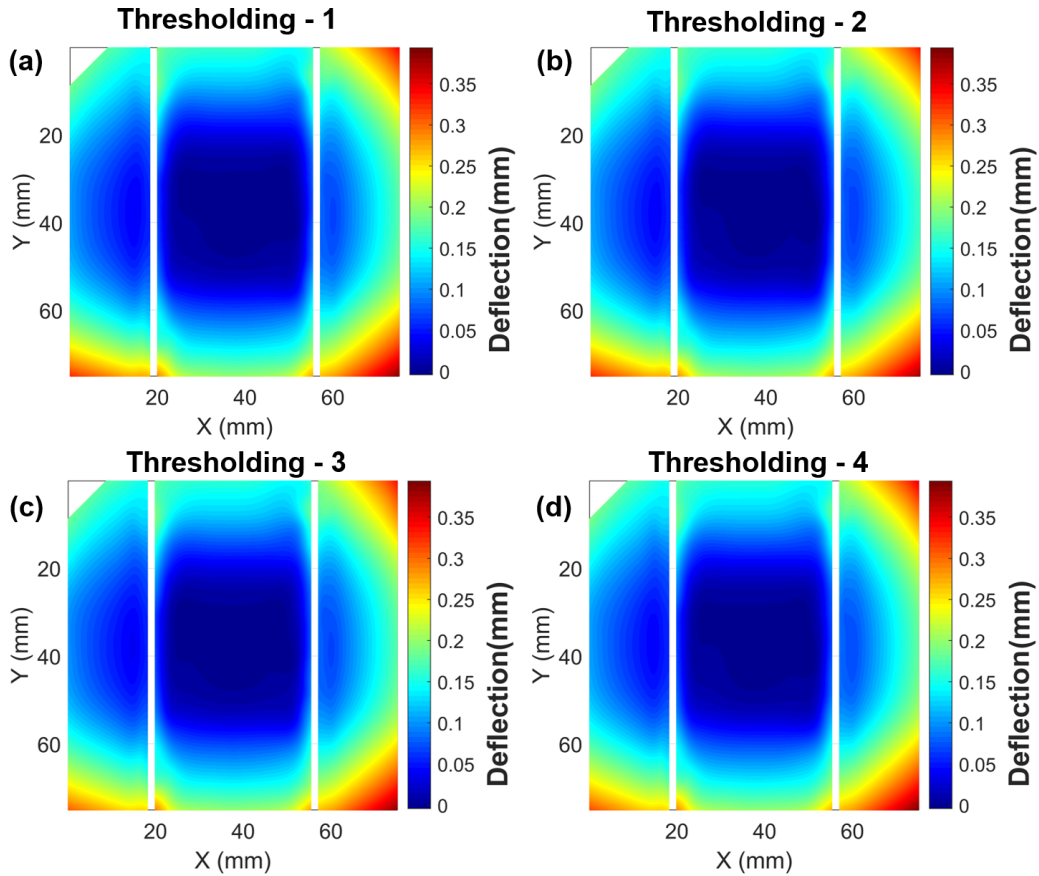 Thresholding - 1
(a)
20
40
60
Y (mm)
20 40 60
X (mm)
0.35
0.3
0.25
0.2
0.15
0.1
0.05
0
Deflection(mm)
Thresholding - 2
(b)
20
40
60
Y (mm)
20 40 60
X (mm)
0.35
0.3
0.25
0.2
0.15
0.1
0.05
0
Deflection(mm)
Thresholding - 3
(c)
20
40
60
Y (mm)
20 40 60
X (mm)
0.35
0.3
0.25
0.2
0.15
0.1
0.05
0
Deflection(mm)
Thresholding - 4
(d)
20
40
60
Y (mm)
20 40 60
X (mm)
0.35
0.3
0.25
0.2
0.15
0.1
0.05
0
Deflection(mm)